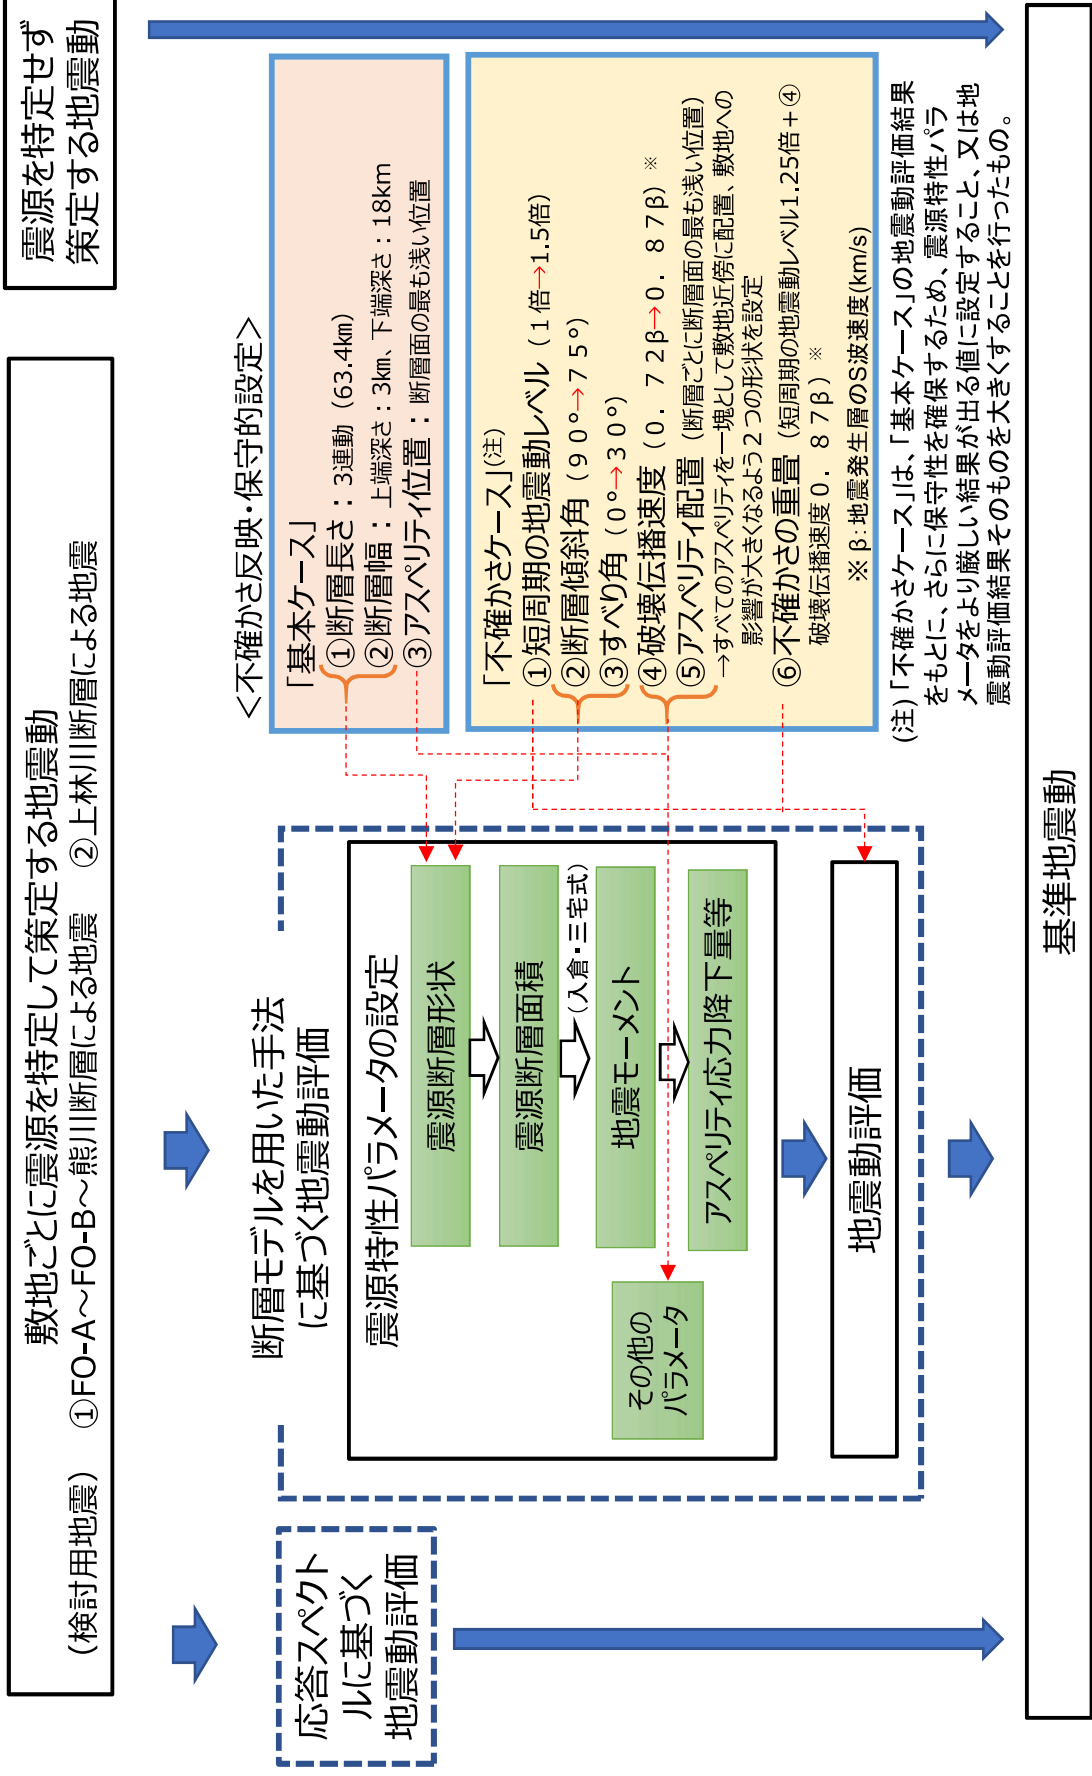 敷地ごとに震源を特定して策定する地震動
（検討用地震） ①FO-A～FO-B～熊川断層による地震 ②上林川断層による地震
震源を特定せず
策定する地震動
応答スペクト
ルに基づく
地震動評価
断層モデルを用いた手法
に基づく地震動評価
震源特性パラメータの設定
震源断層形状
震源断層面積
（入倉・三宅式）
地震モーメント
アスペリティ応力降下量等
その他の
パラメータ
地震動評価
＜不確かさ反映・保守的設定＞
「基本ケース」
①断層長さ：3連動（63.4㎞）
②断層幅：上端深さ：3㎞、下端深さ：18km
③アスペリティ位置：断層面の最も浅い位置
「不確かさケース」(注)
①短周期の地震動レベル（１倍→1.5倍）
②断層傾斜角（９０°→７５°）
③すべり角（０°→３０°）
④破壊伝播速度（０．７２β→０．８７β）※
⑤アスペリティ配置（断層ごとに断層面の最も浅い位置）
→すべてのアスペリティを一塊として敷地近傍に配置、敷地への
影響が大きくなるよう２つの形状を設定
⑥不確かさの重畳（短周期の地震動レベル1.25倍＋④
破壊伝播速度０．８７β）※
※β：地震発生層のS波速度(km/s)
(注)「不確かさケース」は、「基本ケース」の地震動評価結果
をもとに、さらに保守性を確保するため、震源特性パラ
メータをより厳しい結果が出る値に設定すること、又は地
震動評価結果そのものを大きくすることを行ったもの。
基準地震動